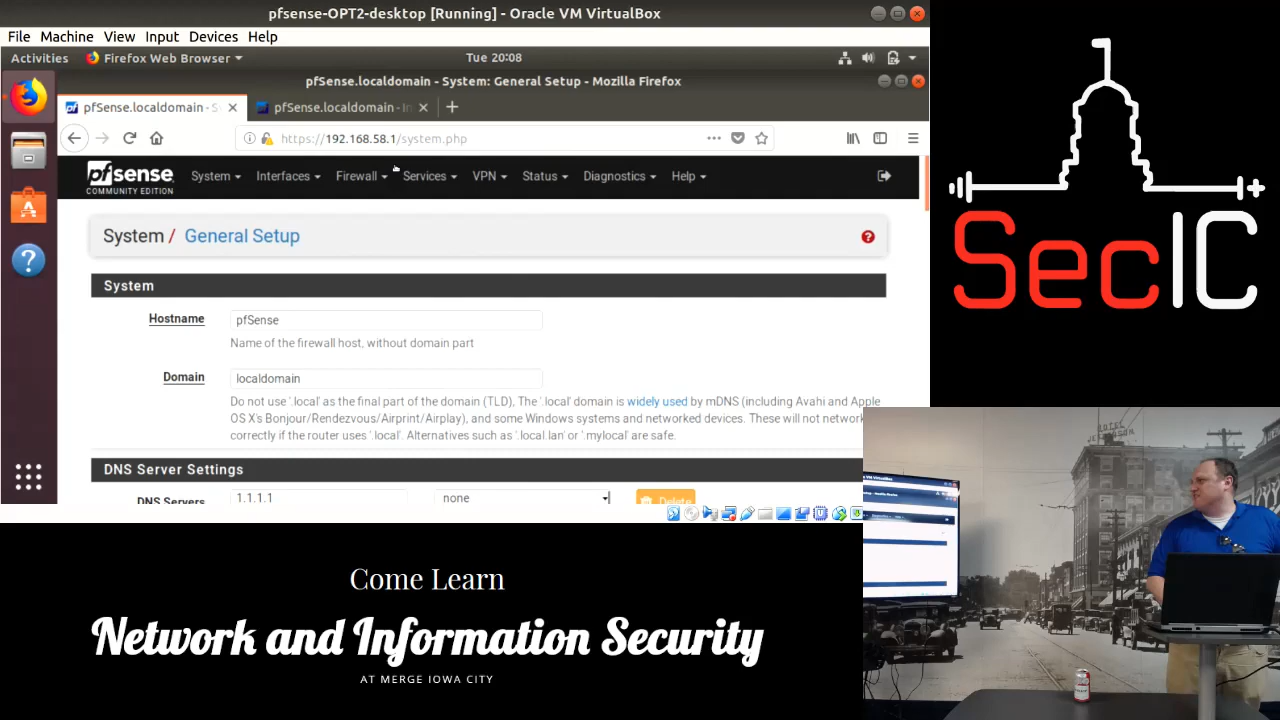 pfsense-OPT2-desktop [Running] - Oracle VM VirtualBox
File Machine View Input Devices Help
Activities Firefox Web Browser Tue 20:08
pfSense.localdomain - System: General Setup - Mozilla Firefox
pfSense.localdomain - S
pfSense.localdomain - In
https://192.168.58.1/system.php
pfsense
COMMUNITY EDITION
System Interfaces Firewall Services VPN Status Diagnostics Help
System / General Setup
System
Hostname
pfSense
Name of the firewall host, without domain part
Domain
localdomain
Do not use '.local' as the final part of the domain (TLD), The '.local' domain is widely used by mDNS (including Avahi and Apple
OS X's Bonjour/Rendezvous/Airprint/Airplay), and some Windows systems and networked devices. These will not network
correctly if the router uses '.local'. Alternatives such as '.local.lan' or '.mylocal' are safe.
DNS Server Settings
DNS Servers
1.1.1.1
none
Delete
SecIC
HOTEL
JEFFERSON
Come Learn
Network and Information Security
AT MERGE IOWA CITY